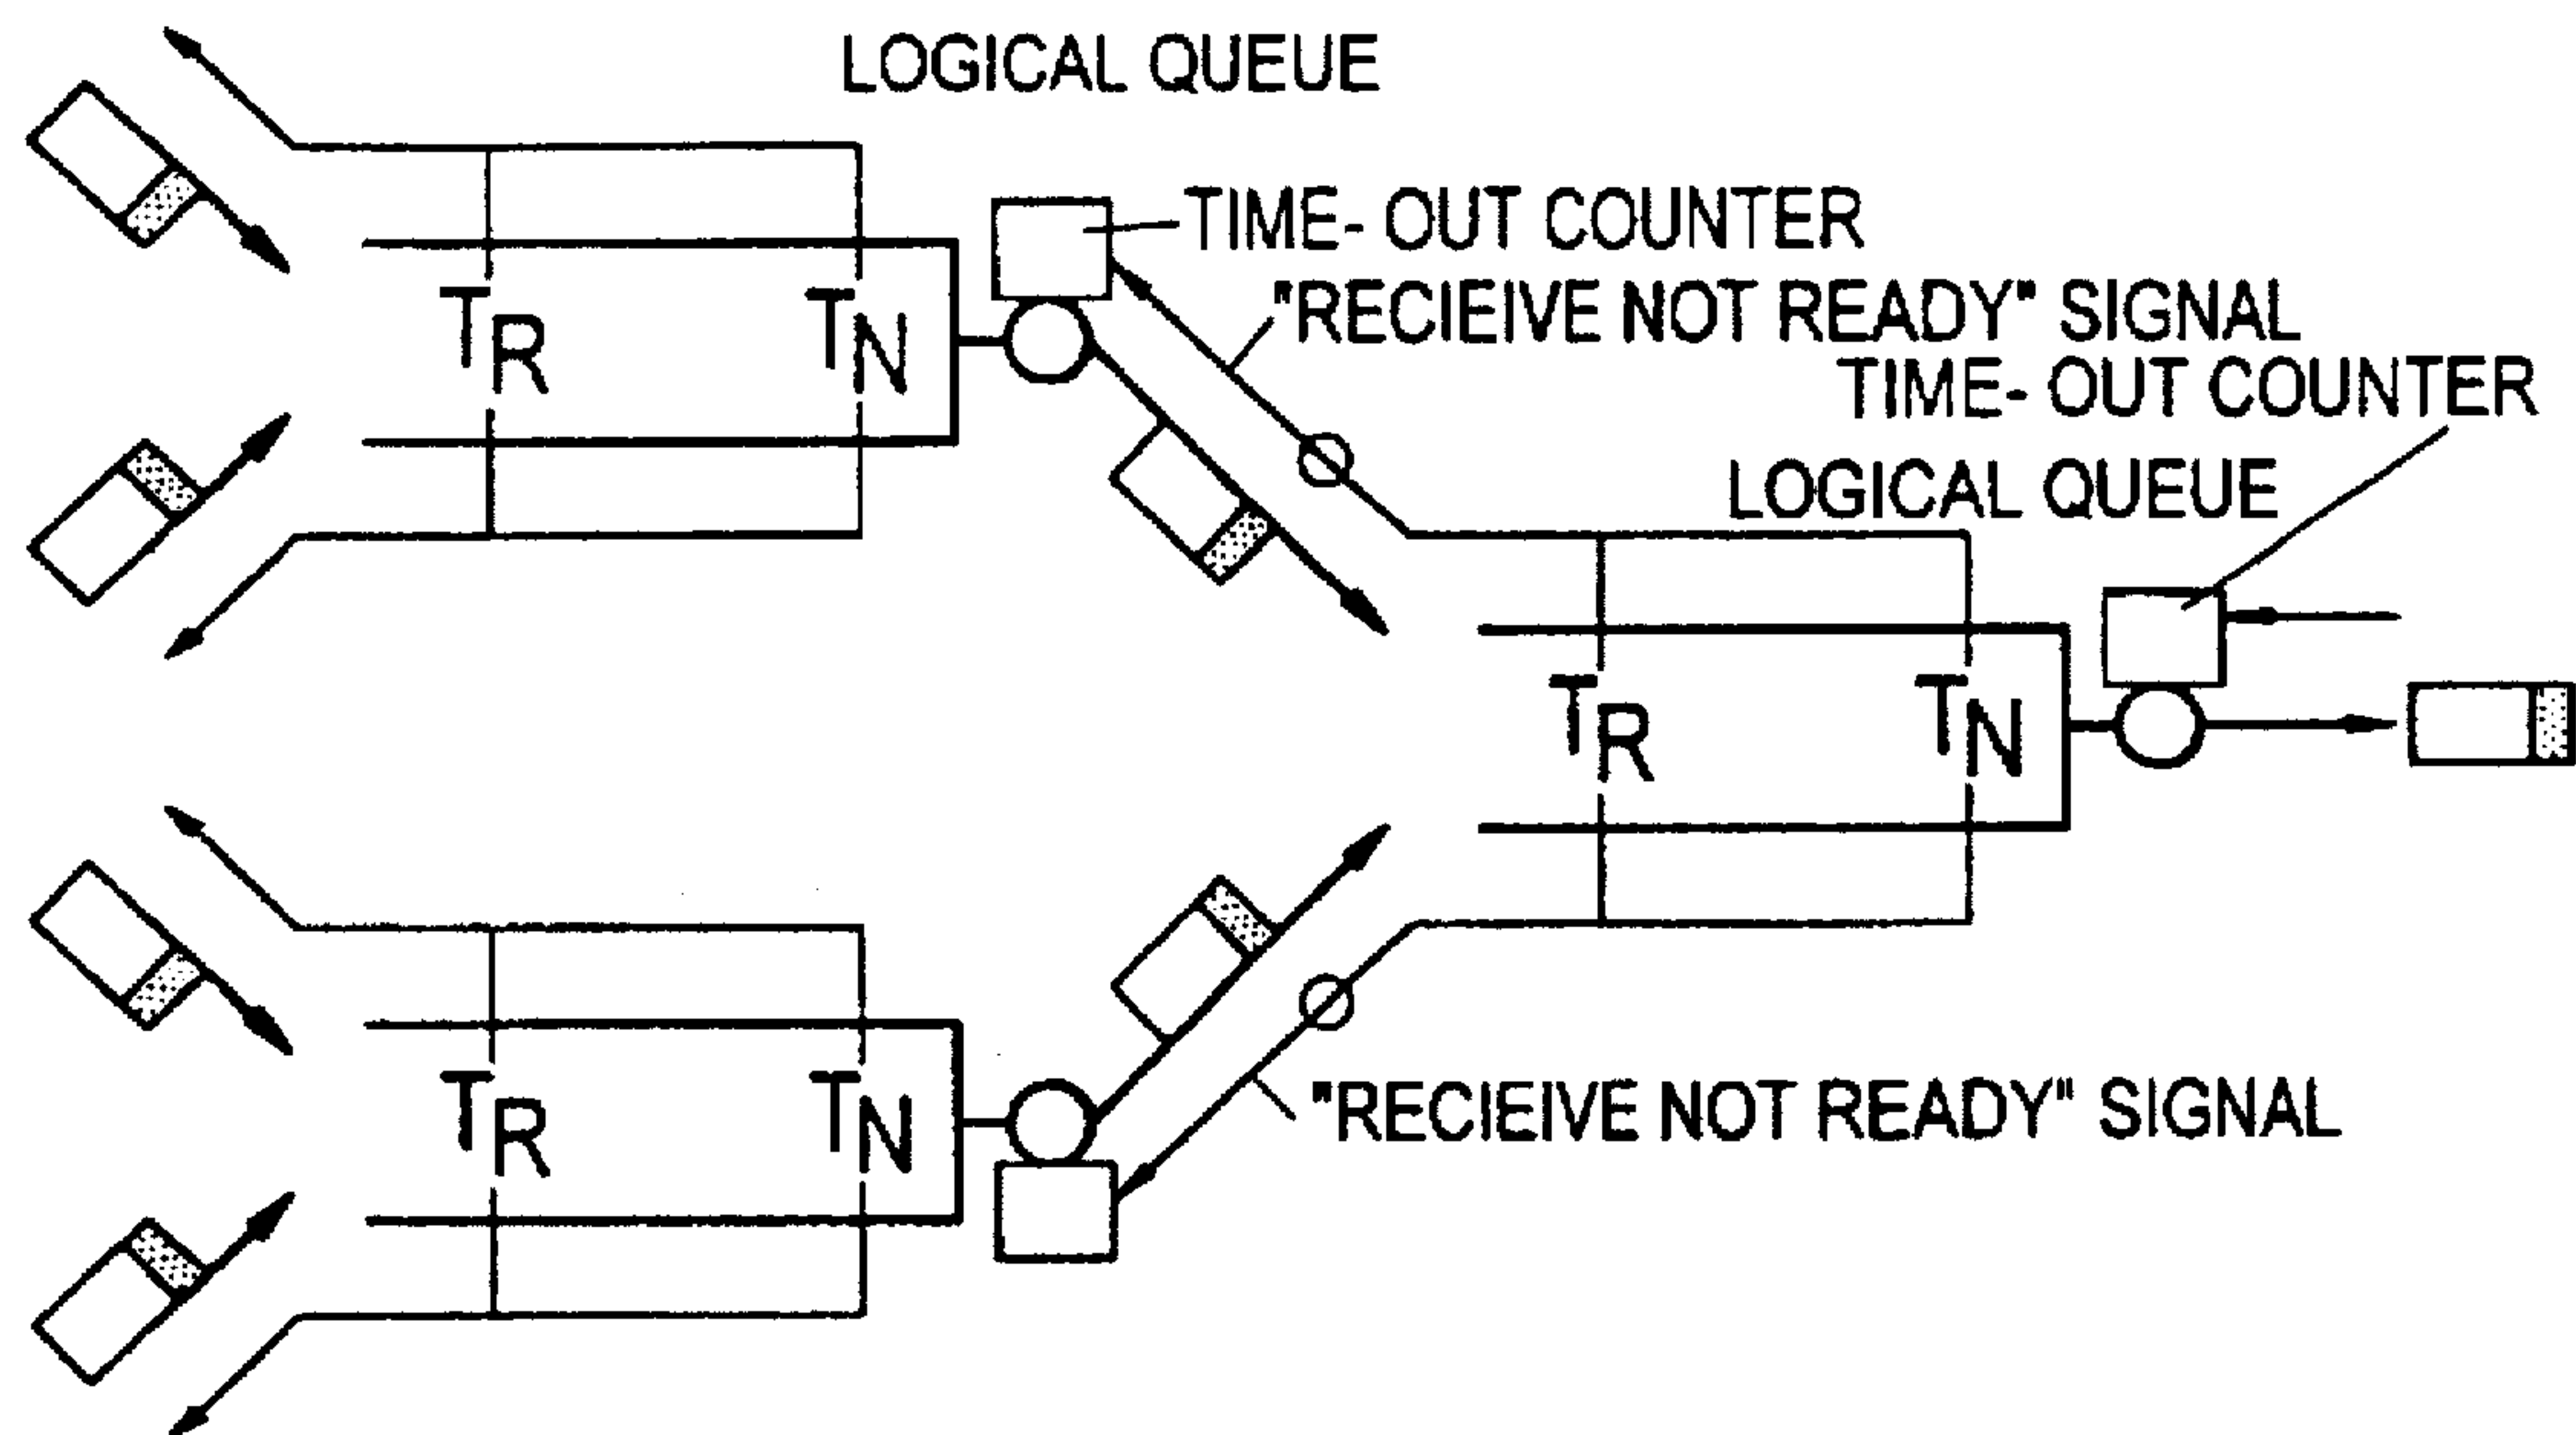 LOGICAL QUEUE
TIME- OUT COUNTER
"RECIEIVE NOT READY" SIGNAL
TIME- OUT COUNTER
LOGICAL QUEUE
TR
TN
TR
TN
TR
TN
"RECIEIVE NOT READY" SIGNAL